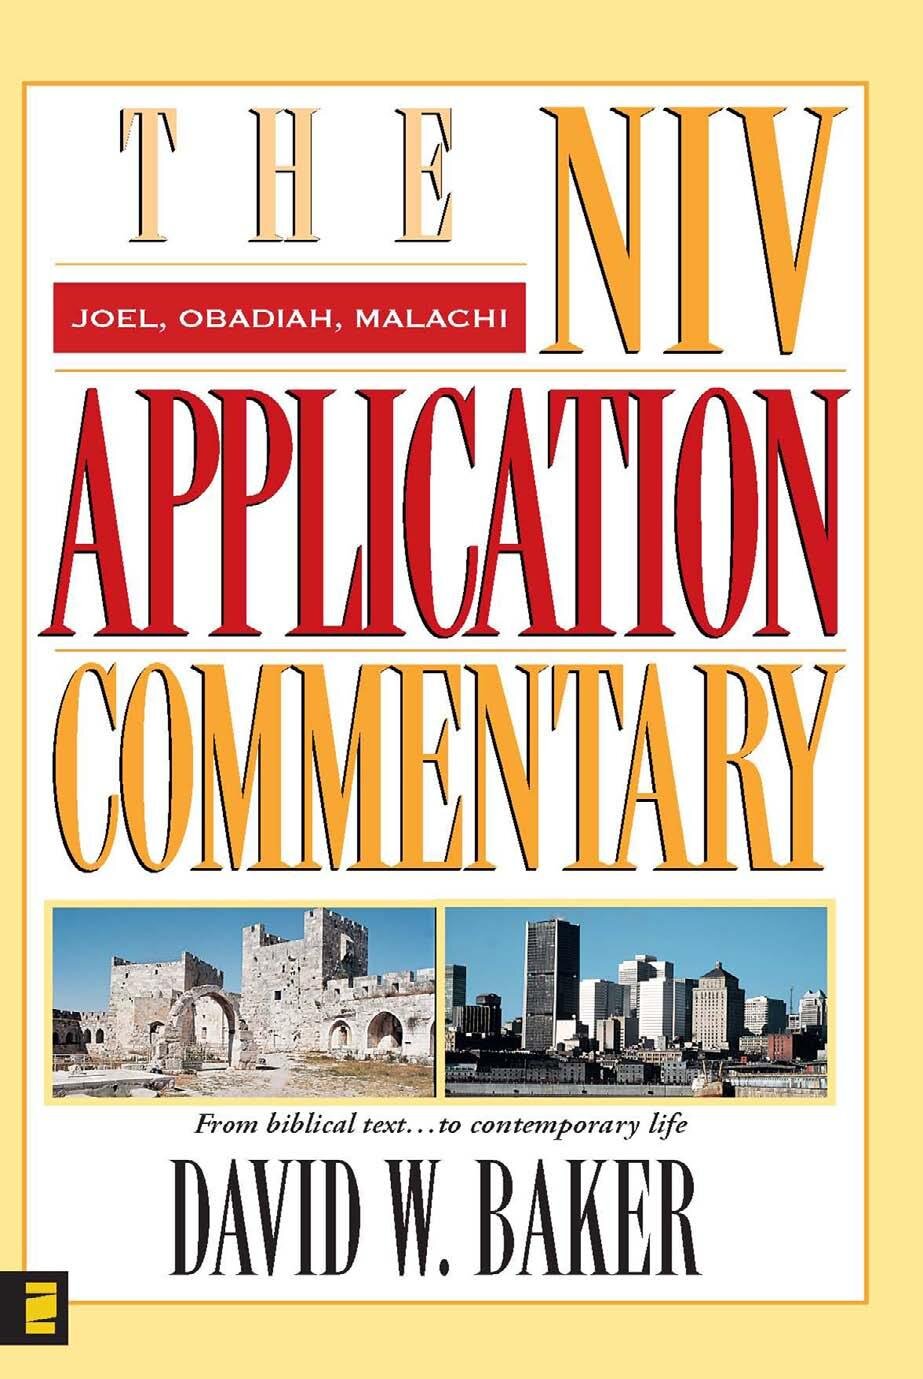 THE NIV
JOEL, OBADIAH, MALACHI
APPLICATION
COMMENTARY
From biblical text...to contemporary life
DAVID W. BAKER